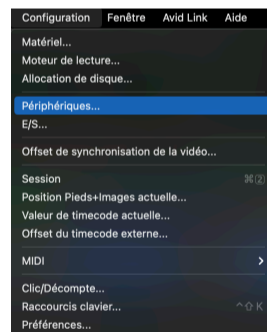 Configuration Fenêtre Avid Link Aide
Matériel...
Moteur de lecture...
Allocation de disque...
Périphériques...
E/S...
Offset de synchronisation de la vidéo...
Session ⌘2
Position Pieds+Images actuelle...
Valeur de timecode actuelle...
Offset du timecode externe...
MIDI >
Clic/Décompte...
Raccourcis clavier... ^⇧K
Préférences...